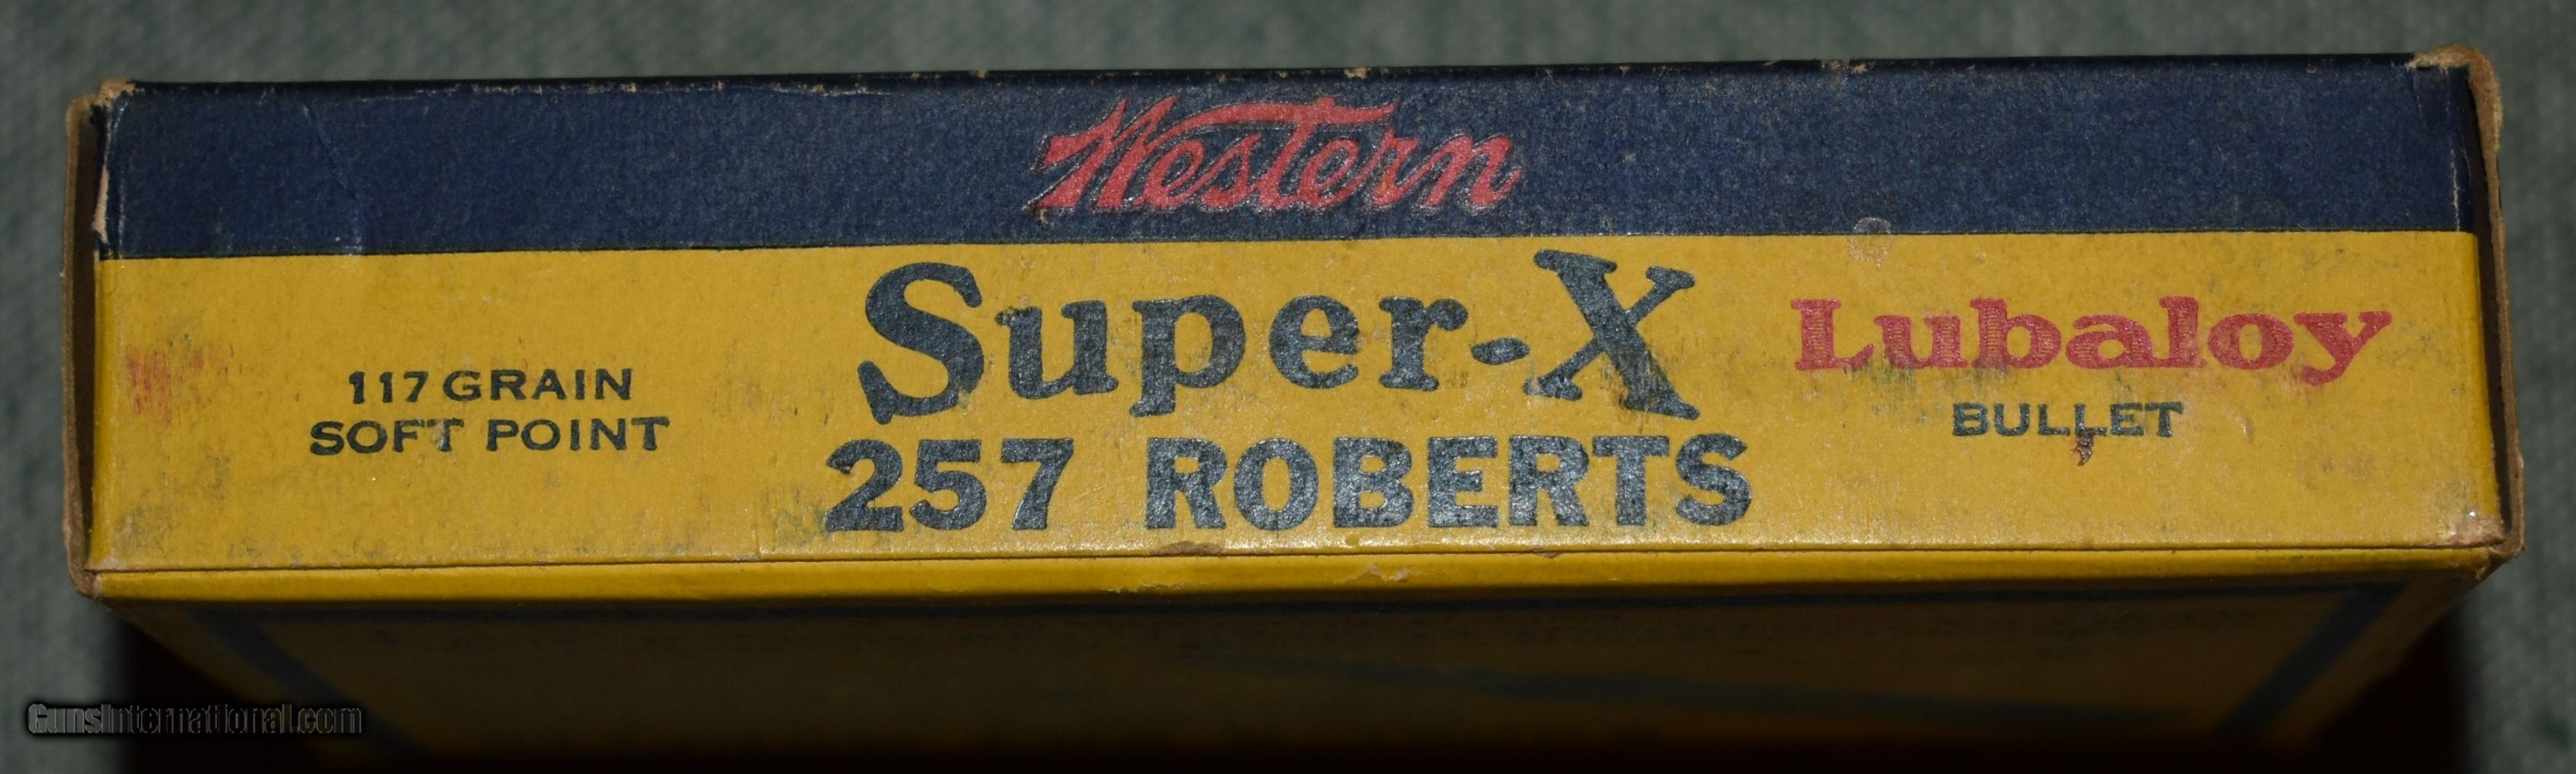 Western
Super-X
Lubaloy
117 GRAIN
SOFT POINT
BULLET
257 ROBERTS
GunsInternational.com